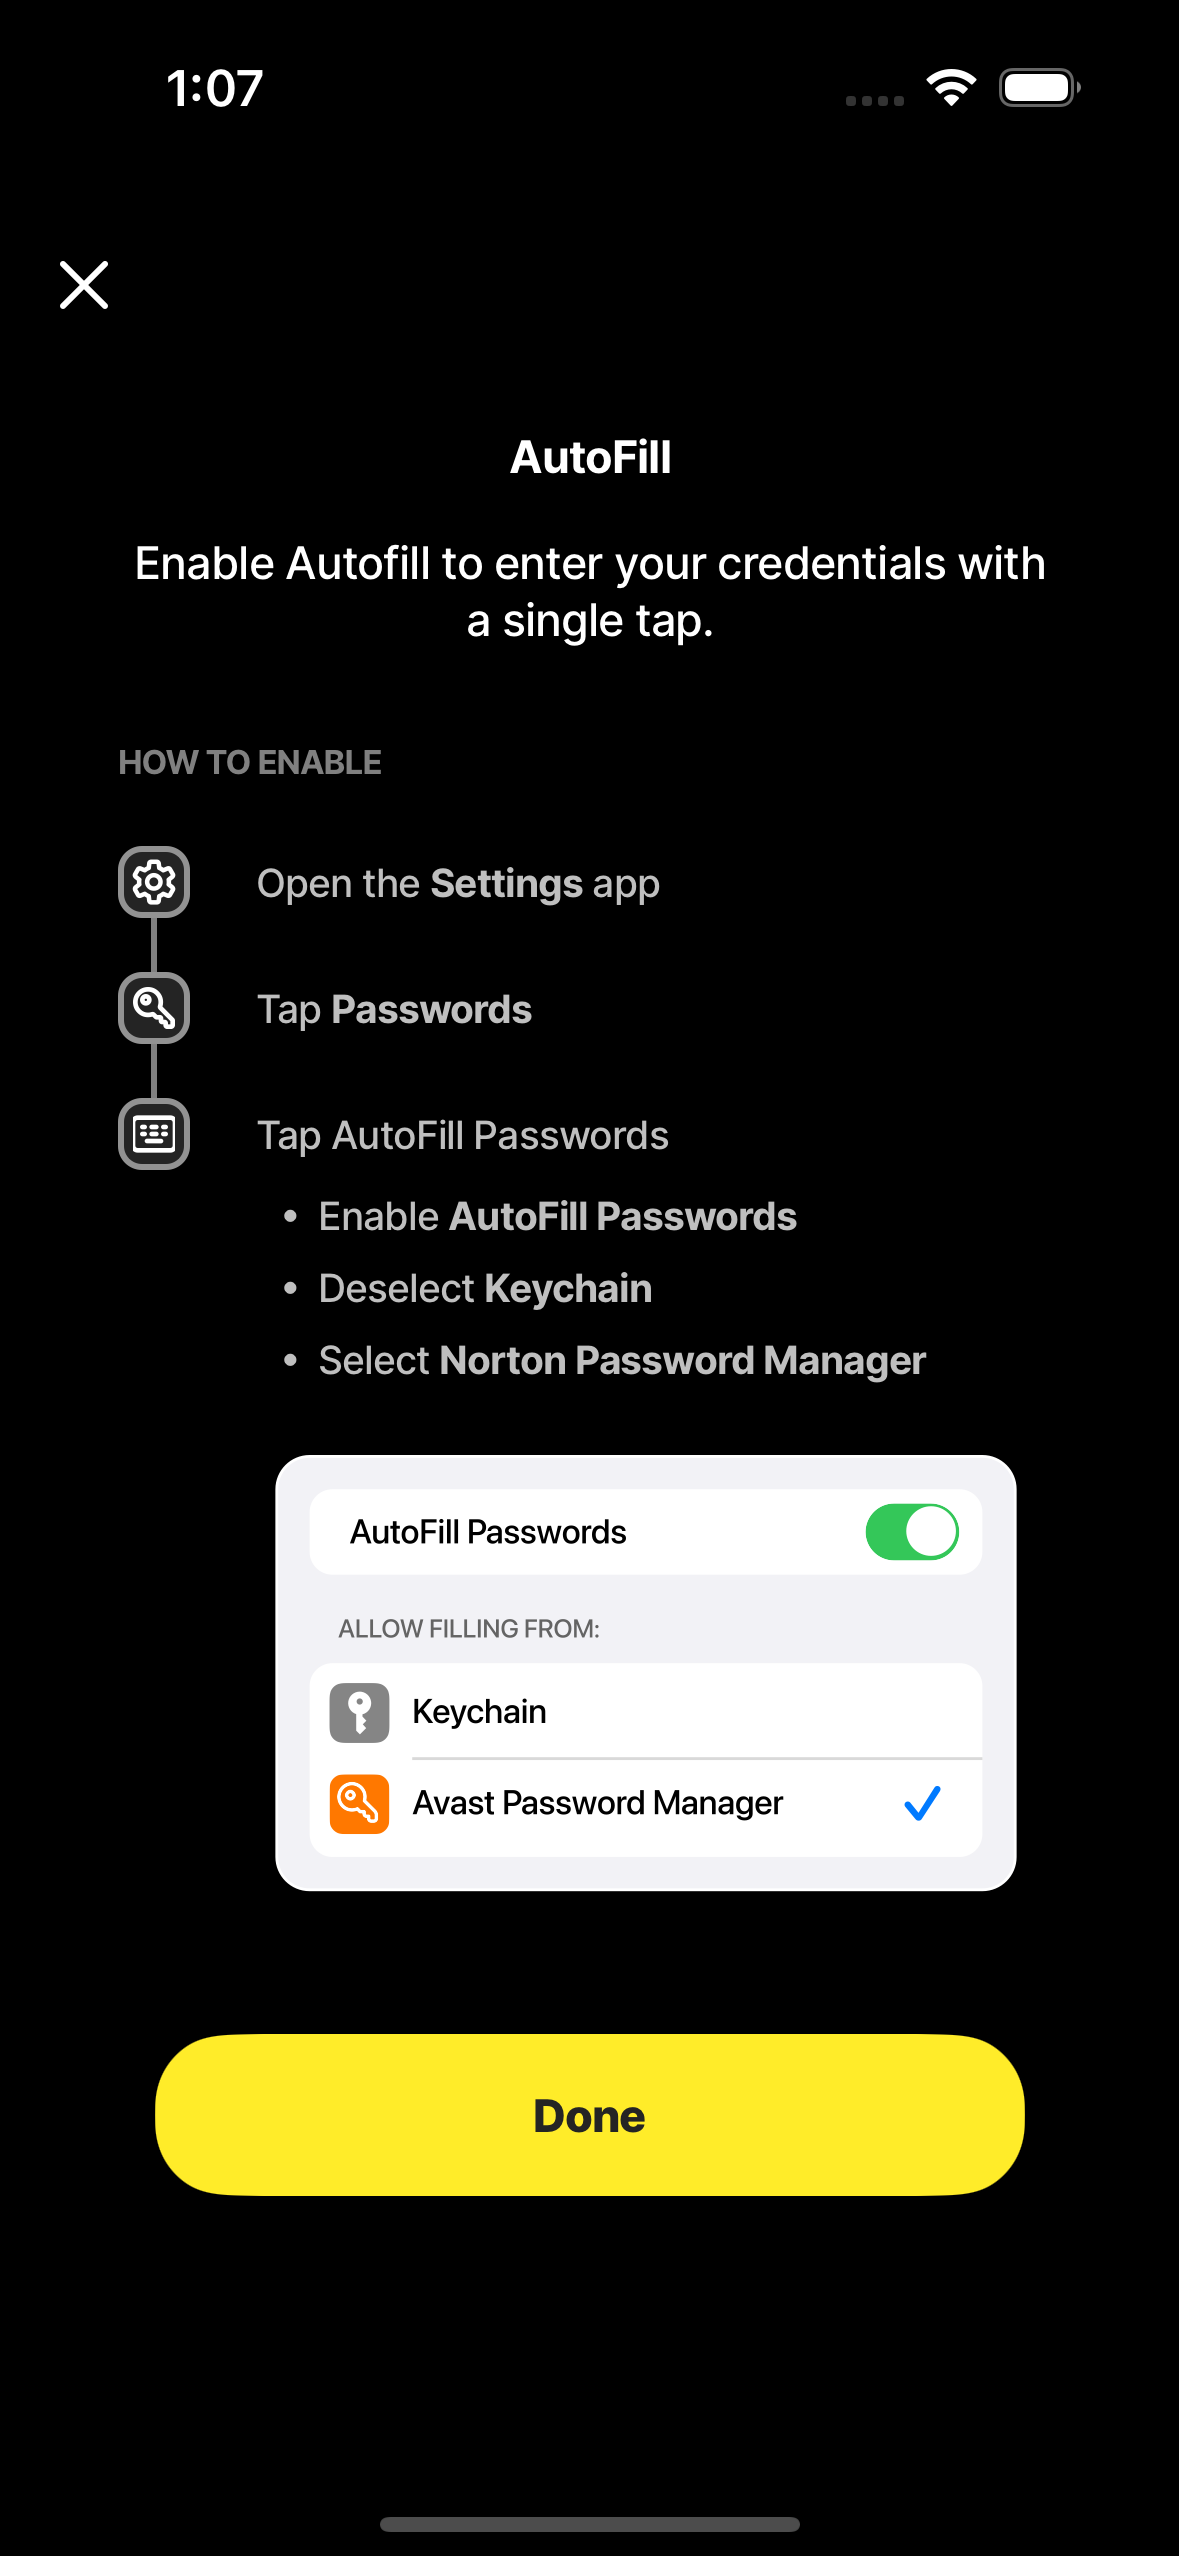 1:07
AutoFill
Enable Autofill to enter your credentials with
a single tap.
HOW TO ENABLE
Open the Settings app
Tap Passwords
Tap AutoFill Passwords
• Enable AutoFill Passwords
• Deselect Keychain
• Select Norton Password Manager
AutoFill Passwords
ALLOW FILLING FROM:
Keychain
Avast Password Manager
Done